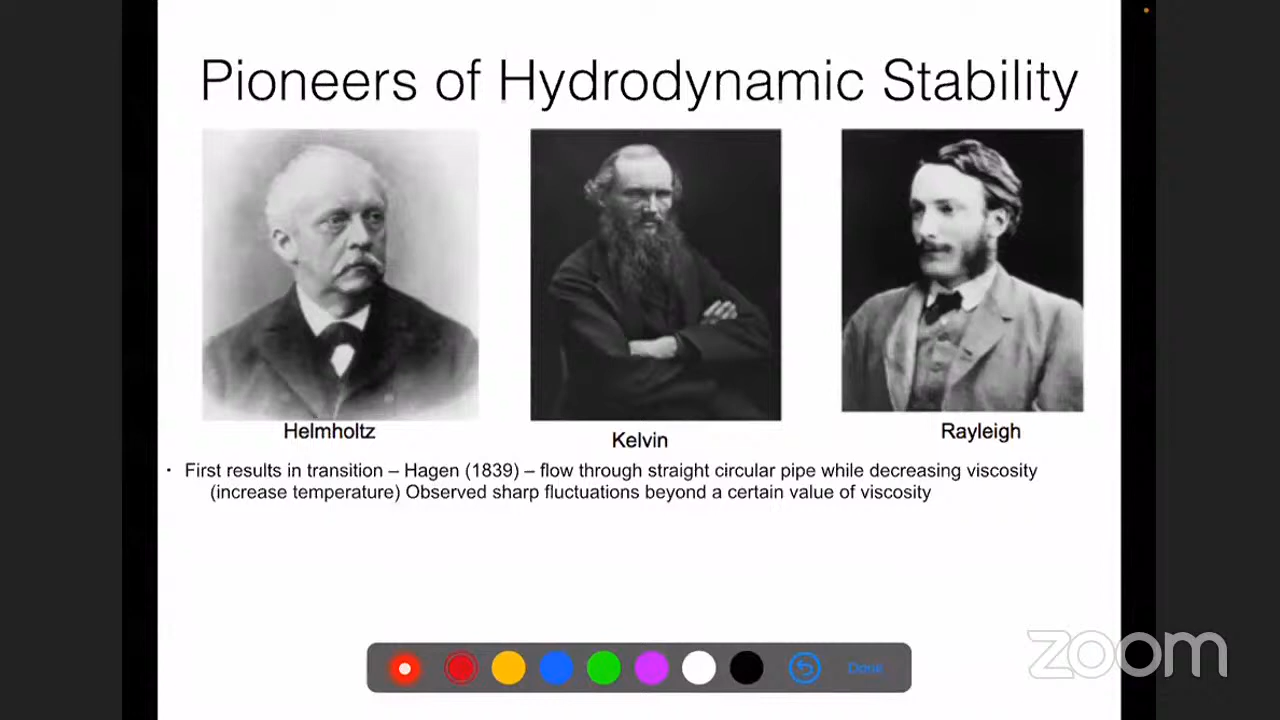 Pioneers of Hydrodynamic Stability
Helmholtz
Kelvin
Rayleigh
· First results in transition – Hagen (1839) – flow through straight circular pipe while decreasing viscosity
(increase temperature) Observed sharp fluctuations beyond a certain value of viscosity
Done
zoom